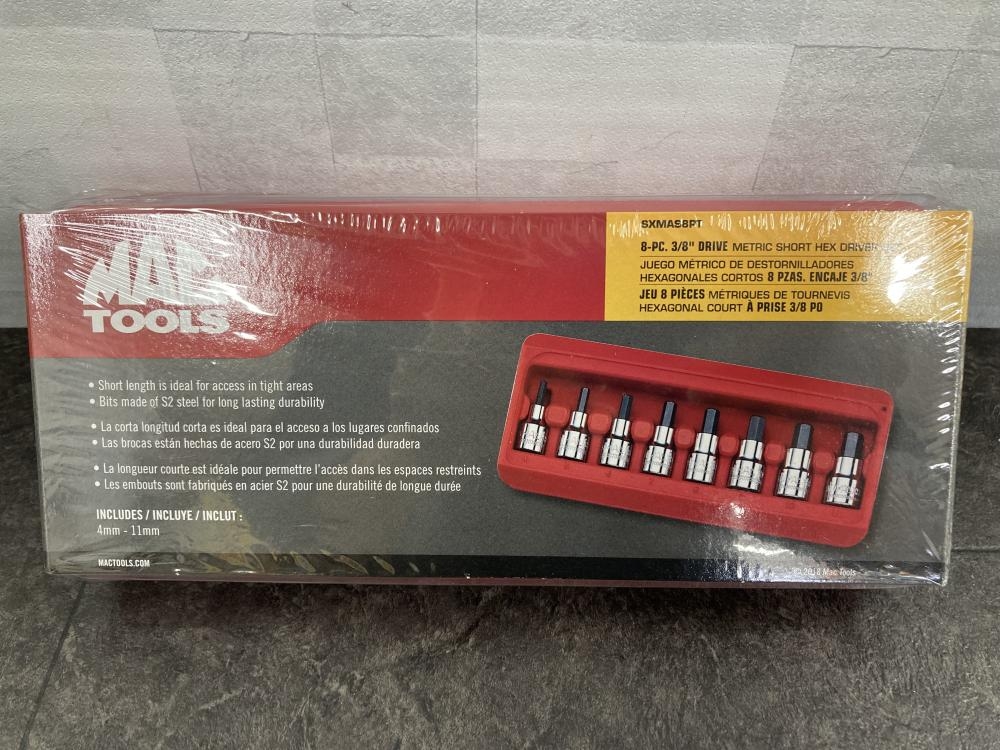 MAC
TOOLS
SXMAS8PT
8-PC. 3/8" DRIVE METRIC SHORT HEX DRIVER
JUEGO MÉTRICO DE DESTORNILLADORES
HEXAGONALES CORTOS 8 PZAS. ENCAJE 3/8"
JEU 8 PIÈCES MÉTRIQUES DE TOURNEVIS
HEXAGONAL COURT À PRISE 3/8 PO
• Short length is ideal for access in tight areas
• Bits made of S2 steel for long lasting durability
• La corta longitud corta es ideal para el acceso a los lugares confinados
• Las brocas están hechas de acero S2 por una durabilidad duradera
• La longueur courte est idéale pour permettre l'accès dans les espaces restreints
• Les embouts sont fabriqués en acier S2 pour une durabilité de longue durée
INCLUDES / INCLUYE / INCLUT :
4mm - 11mm
MACTOOLS.COM
© 2018 Mac Tools